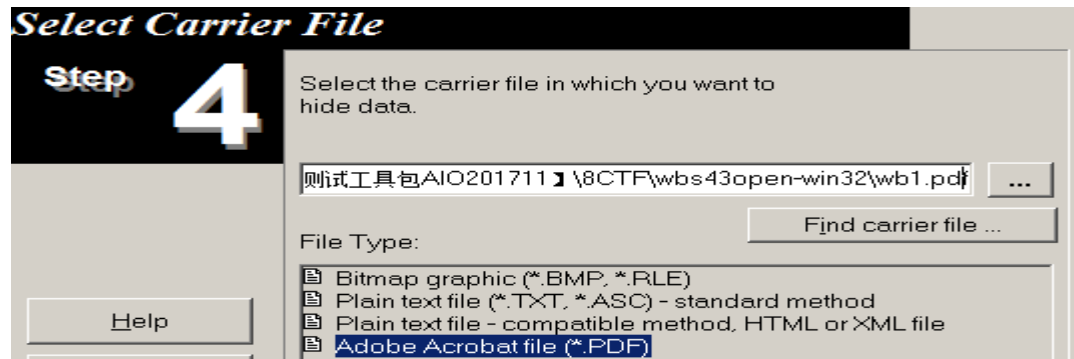 Select Carrier File
Step 4
Select the carrier file in which you want to
hide data.
则试工具包AIO201711】\8CTF\wbs43open-win32\wb1.pdf
...
Find carrier file ...
File Type:
Bitmap graphic (*.BMP, *.RLE)
Plain text file (*.TXT, *.ASC) - standard method
Plain text file - compatible method, HTML or XML file
Adobe Acrobat file (*.PDF)
Help